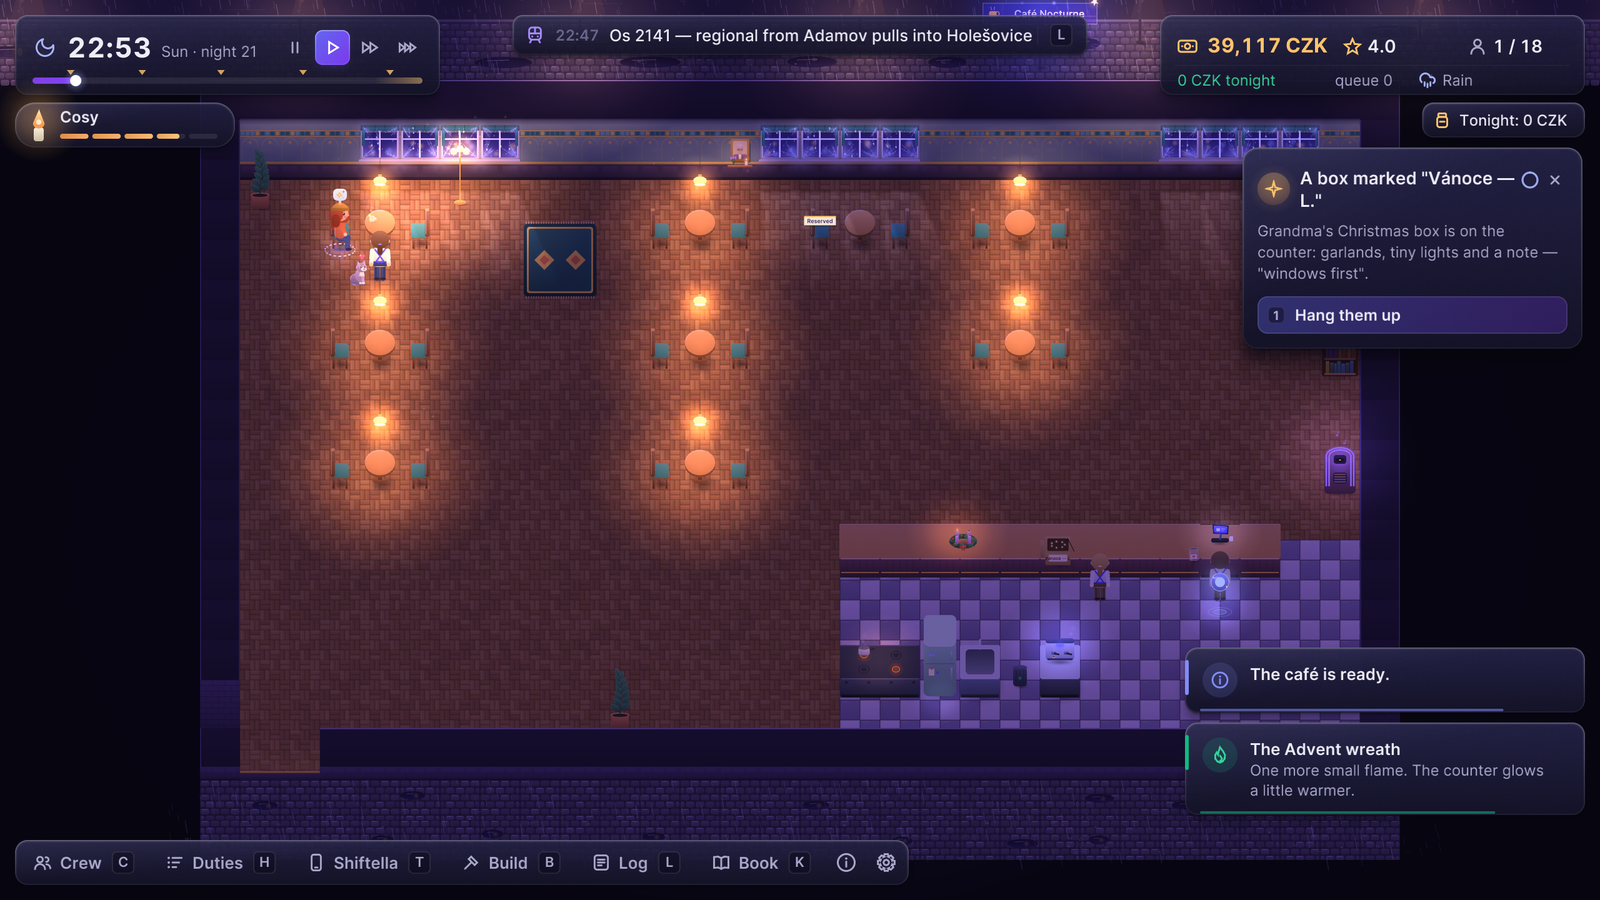 Café Nocturne
22:53 Sun · night 21
22:47 Os 2141 — regional from Adamov pulls into Holešovice L
39,117 CZK 4.0 1 / 18
0 CZK tonight queue 0 Rain
Cosy
Tonight: 0 CZK
A box marked "Vánoce —
L."
Grandma's Christmas box is on the
counter: garlands, tiny lights and a note —
"windows first".
1 Hang them up
Reserved
The café is ready.
The Advent wreath
One more small flame. The counter glows
a little warmer.
Crew C Duties H Shiftella T Build B Log L Book K